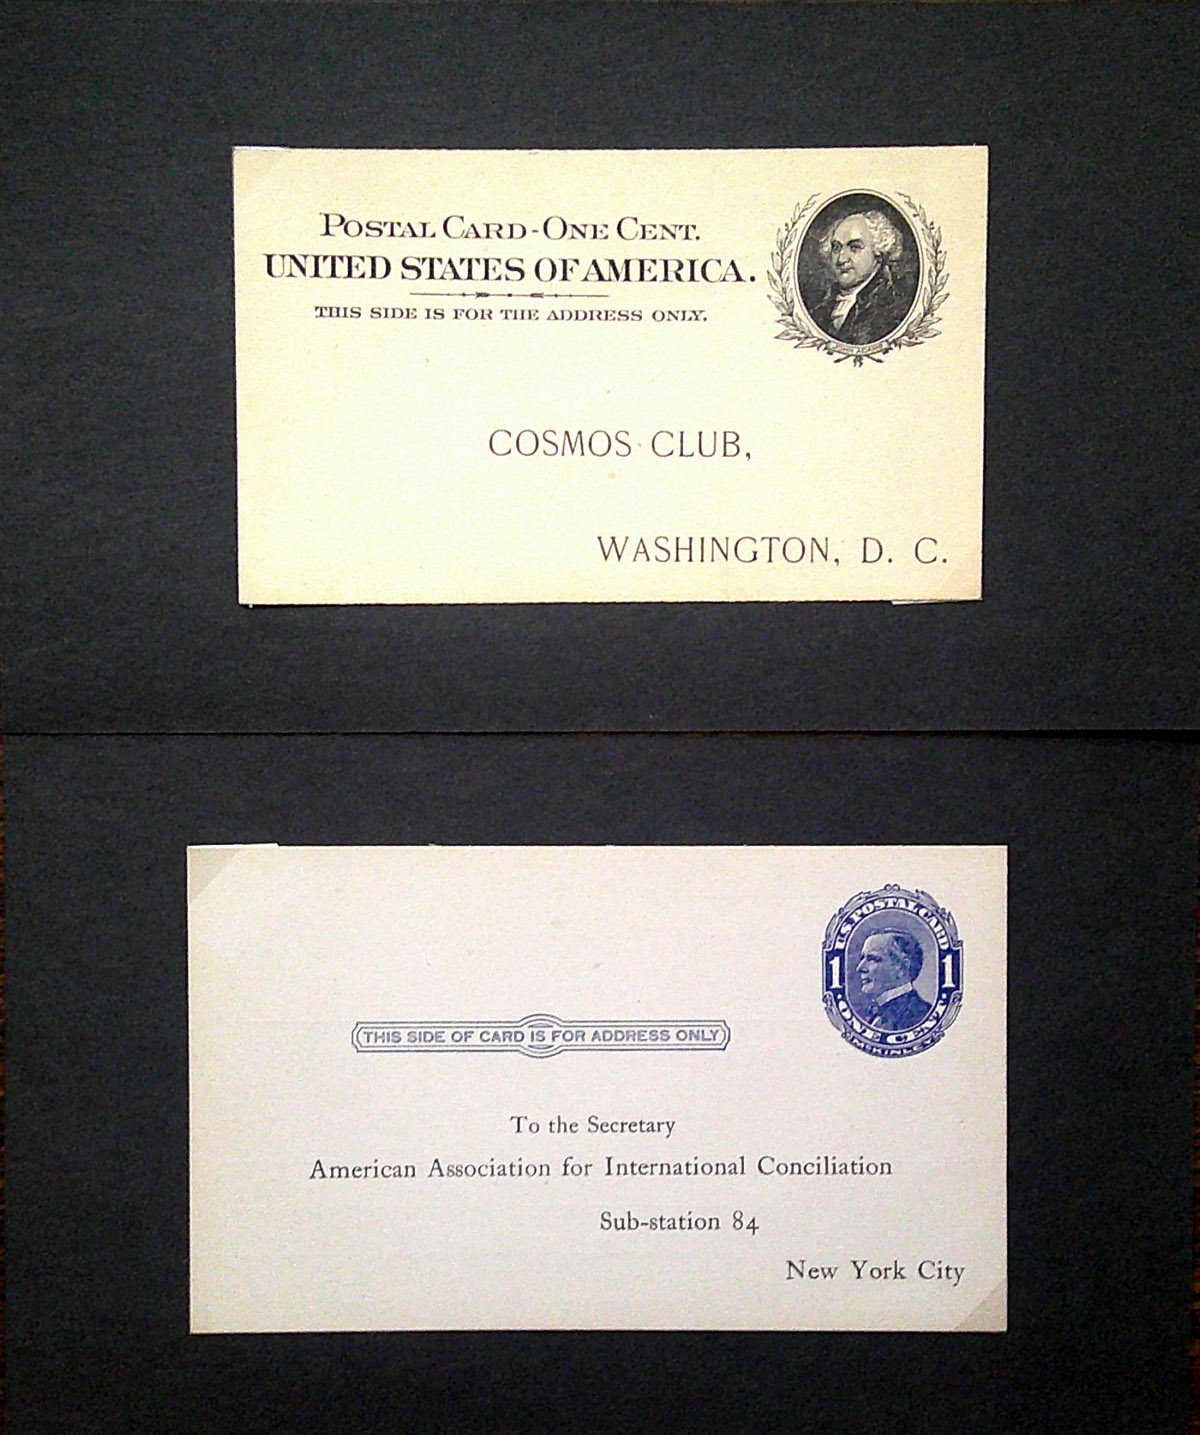 POSTAL CARD-ONE CENT.
UNITED STATES OF AMERICA.
THIS SIDE IS FOR THE ADDRESS ONLY.
JOHN ADAMS
COSMOS CLUB,
WASHINGTON, D. C.
U.S. POSTAL CARD
1 1
ONE CENT
MCKINLEY
THIS SIDE OF CARD IS FOR ADDRESS ONLY
To the Secretary
American Association for International Conciliation
Sub-station 84
New York City